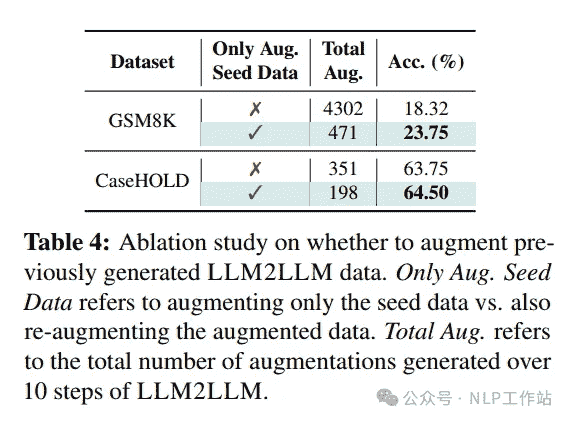 Dataset Only Aug. Seed Data Total Aug. Acc. (%)
GSM8K ✗ 4302 18.32
✓ 471 23.75
CaseHOLD ✗ 351 63.75
✓ 198 64.50
Table 4: Ablation study on whether to augment pre-
viously generated LLM2LLM data. Only Aug. Seed
Data refers to augmenting only the seed data vs. also
re-augmenting the augmented data. Total Aug. refers
to the total number of augmentations generated over
10 steps of LLM2LLM.
公众号 · NLP工作站